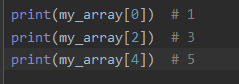 print(my_array[0])  # 1
print(my_array[2])  # 3
print(my_array[4])  # 5